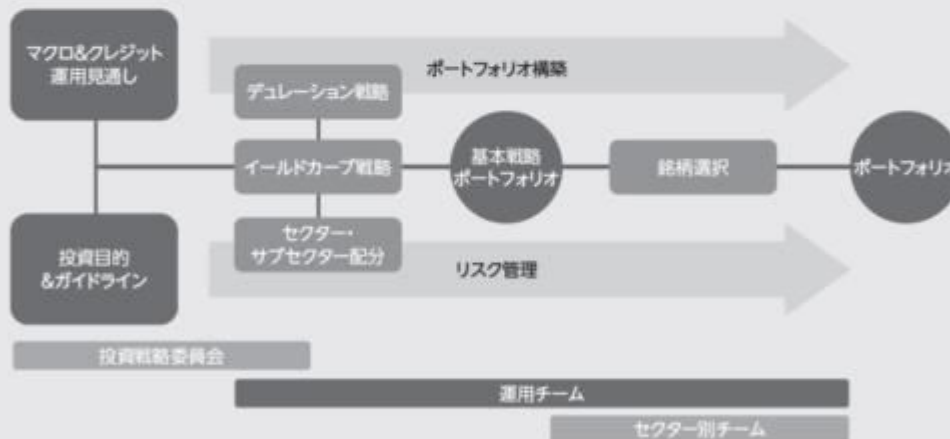 マクロ&クレジット
運用見通し
ポートフォリオ構築
デュレーション戦略
イールドカーブ戦略
基本戦略
ポートフォリオ
銘柄選択
ポートフォリオ
投資目的
&ガイドライン
セクター・
サブセクター配分
リスク管理
投資戦略委員会
運用チーム
セクター別チーム